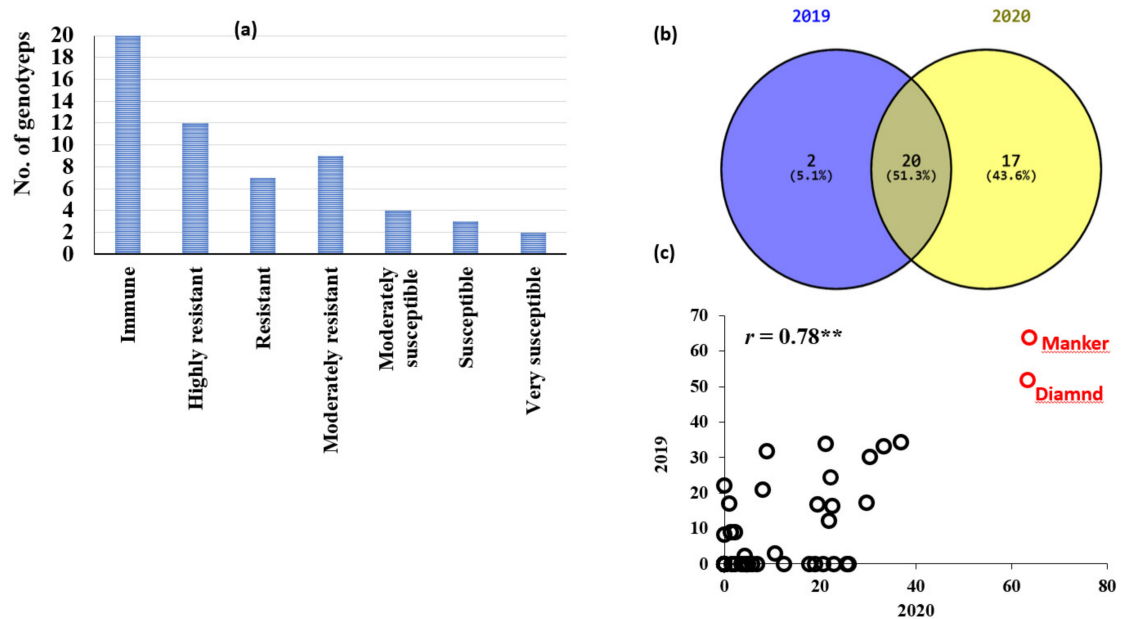 (a)
No. of genotyeps
20
18
16
14
12
10
8
6
4
2
0
Immune
Highly resistant
Resistant
Moderately resistant
Moderately
susceptible
Susceptible
Very susceptible
(b)
2019
2020
2
(5.1%)
20
(51.3%)
17
(43.6%)
(c)
r = 0.78**
Manker
Diamnd
2019
70
60
50
40
30
20
10
0
0
20
40
60
80
2020